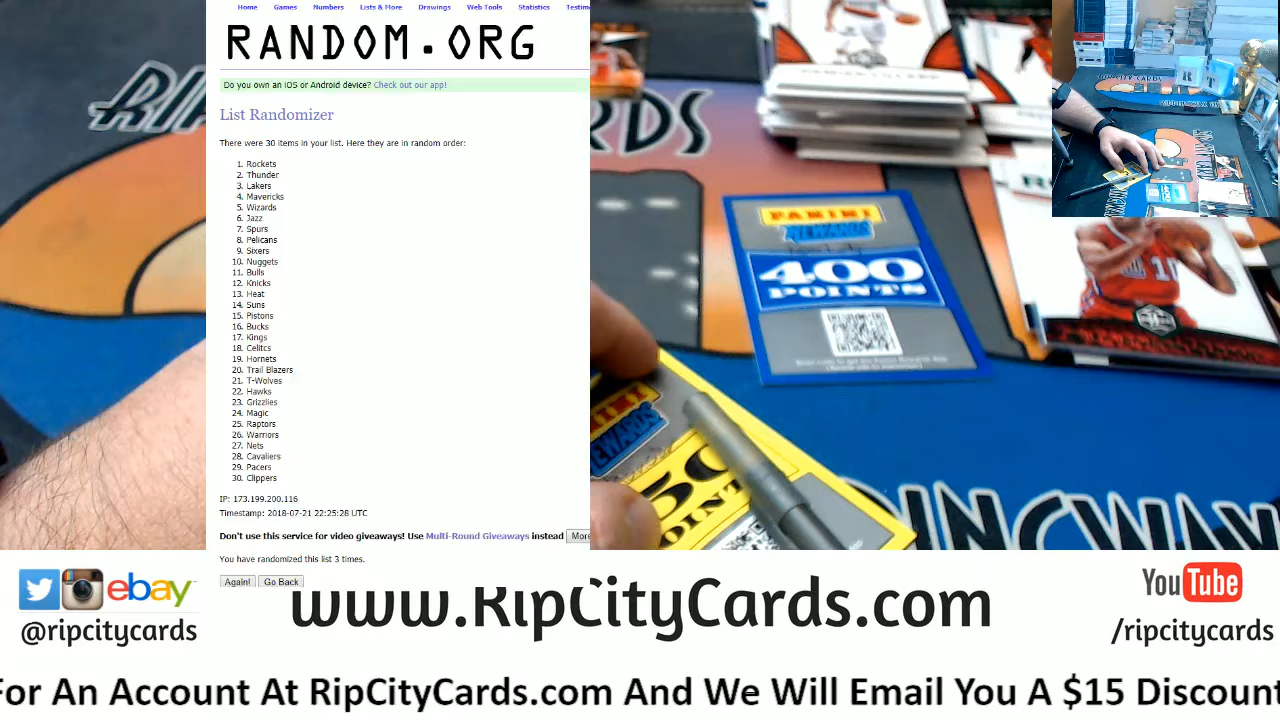 Home Games Numbers Lists & More Drawings Web Tools Statistics
RANDOM.ORG
Do you own an iOS or Android device? Check out our app!
List Randomizer
There were 30 items in your list. Here they are in random order:
1. Rockets
2. Thunder
3. Lakers
4. Mavericks
5. Wizards
6. Jazz
7. Spurs
8. Pelicans
9. Sixers
10. Nuggets
11. Bulls
12. Knicks
13. Heat
14. Suns
15. Pistons
16. Bucks
17. Kings
18. Celitcs
19. Hornets
20. Trail Blazers
21. T-Wolves
22. Hawks
23. Grizzlies
24. Magic
25. Raptors
26. Warriors
27. Nets
28. Cavaliers
29. Pacers
30. Clippers
IP: 173.199.200.116
Timestamp: 2018-07-21 22:25:28 UTC
Don't use this service for video giveaways! Use Multi-Round Giveaways instead More
You have randomized this list 3 times.
Again! Go Back
PANINI
REWARDS
400
POINTS
PANINI
REWARDS
ebay
@ripcitycards
www.RipCityCards.com
YouTube
/ripcitycards
For An Account At RipCityCards.com And We Will Email You A $15 Discount